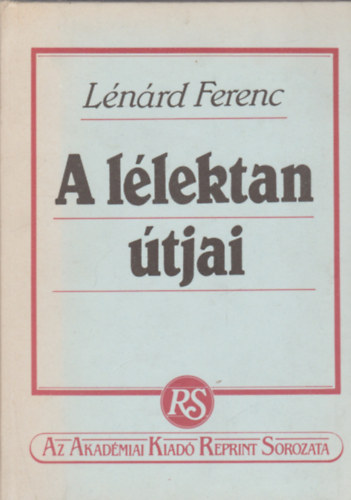 Lénárd Ferenc
A lélektan
útjai
RS
Az Akadémiai Kiadó Reprint Sorozata